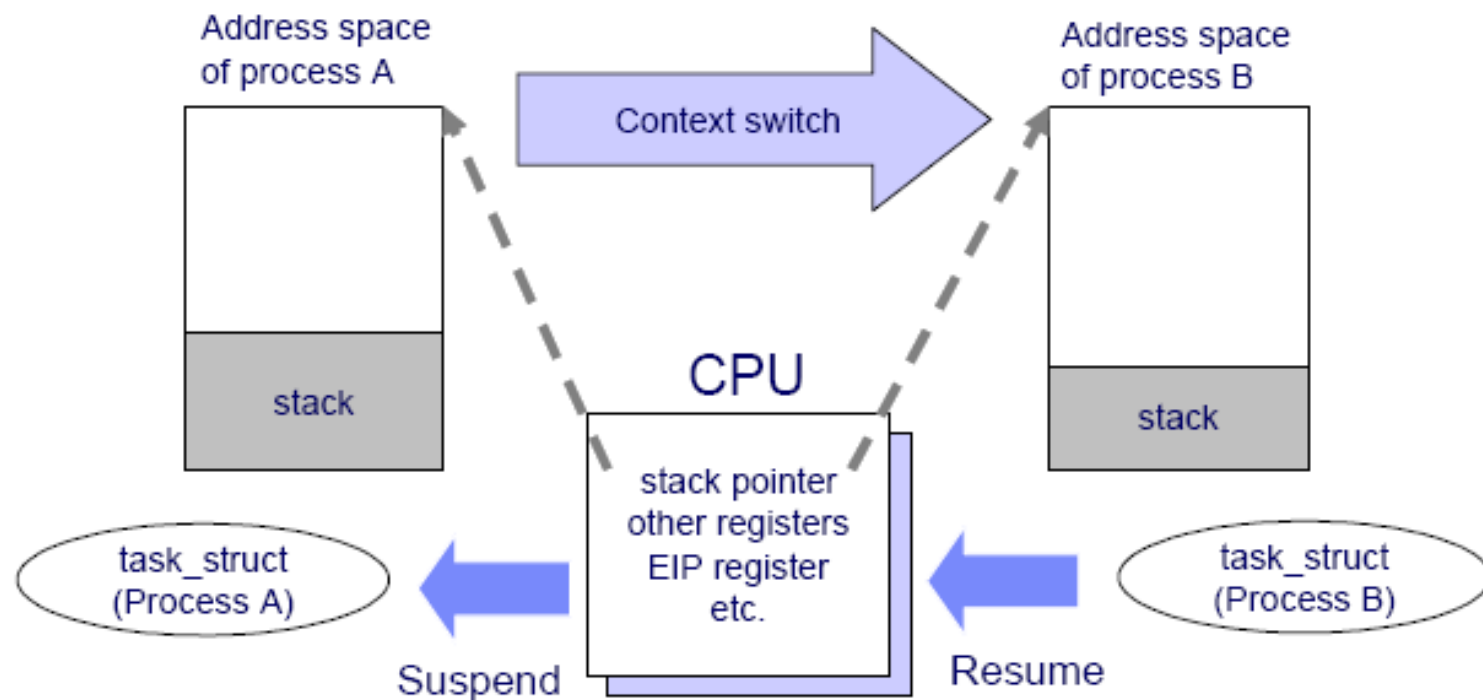 Address space
of process A
Context switch
Address space
of process B
CPU
stack
stack
stack pointer
other registers
EIP register
etc.
task_struct
(Process A)
task_struct
(Process B)
Suspend
Resume